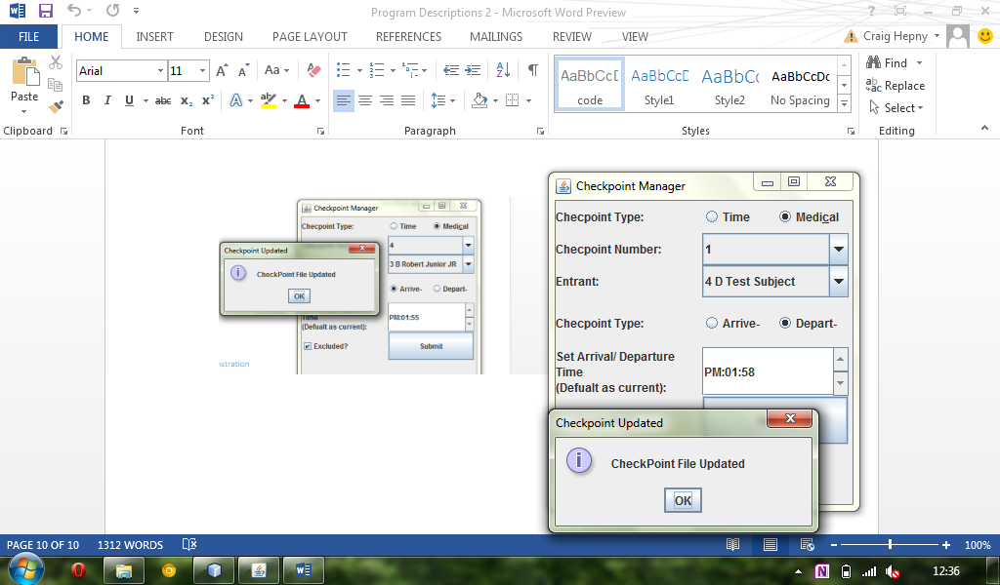 Program Descriptions 2 - Microsoft Word Preview
FILE HOME INSERT DESIGN PAGE LAYOUT REFERENCES MAILINGS REVIEW VIEW Craig Hepny
Paste
Arial 11
Aa
B I U abc X₂ X²
Find
Replace
Select
AaBbCcD AaBbCcD AaBbCc AaBbCcDc
code Style1 Style2 No Spacing
Clipboard Font Paragraph Styles Editing
Checkpoint Manager
Checpoint Type: Time Medical
4
3 B Robert Junior JR
Arrive- Depart-
Time
(Defualt as current):
PM:01:55
Excluded?
Submit
Checkpoint Updated
CheckPoint File Updated
OK
nstration
Checkpoint Manager
Checpoint Type: Time Medical
Checpoint Number: 1
Entrant: 4 D Test Subject
Checpoint Type: Arrive- Depart-
Set Arrival/ Departure
Time
(Defualt as current):
PM:01:58
Checkpoint Updated
CheckPoint File Updated
OK
PAGE 10 OF 10 1312 WORDS 100%
12:36